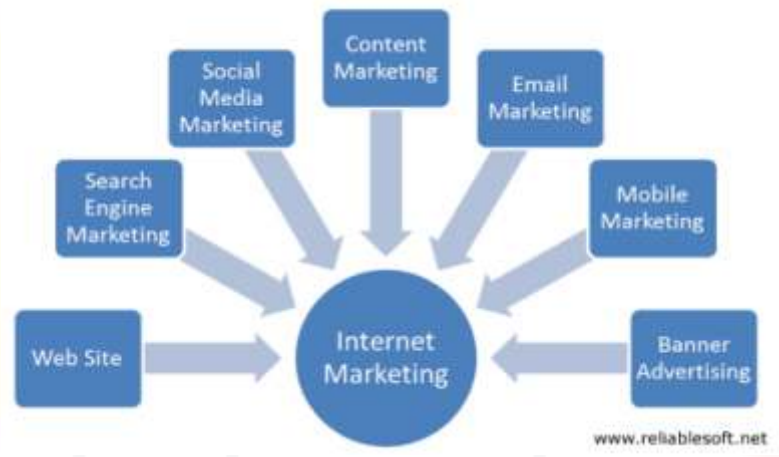 Content
Marketing
Social
Media
Marketing
Email
Marketing
Search
Engine
Marketing
Mobile
Marketing
Web Site
Internet
Marketing
Banner
Advertising
www.reliablesoft.net